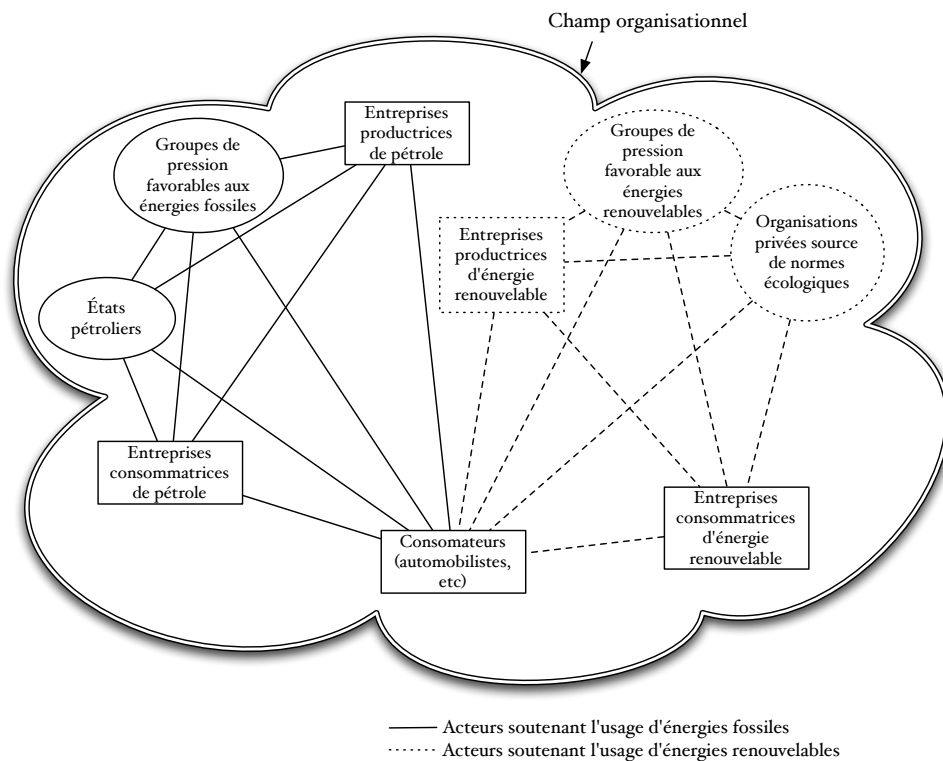 Champ organisationnel
Entreprises
productrices
de pétrole
Groupes de
pression
favorables aux
énergies fossiles
Groupes de
pression
favorable aux
énergies
renouvelables
Organisations
privées source
de normes
écologiques
Entreprises
productrices
d'énergie
renouvelable
États
pétroliers
Entreprises
consommatrices
de pétrole
Consomateurs
(automobilistes,
etc)
Entreprises
consommatrices
d'énergie
renouvelable
Acteurs soutenant l'usage d'énergies fossiles
Acteurs soutenant l'usage d'énergies renouvelables